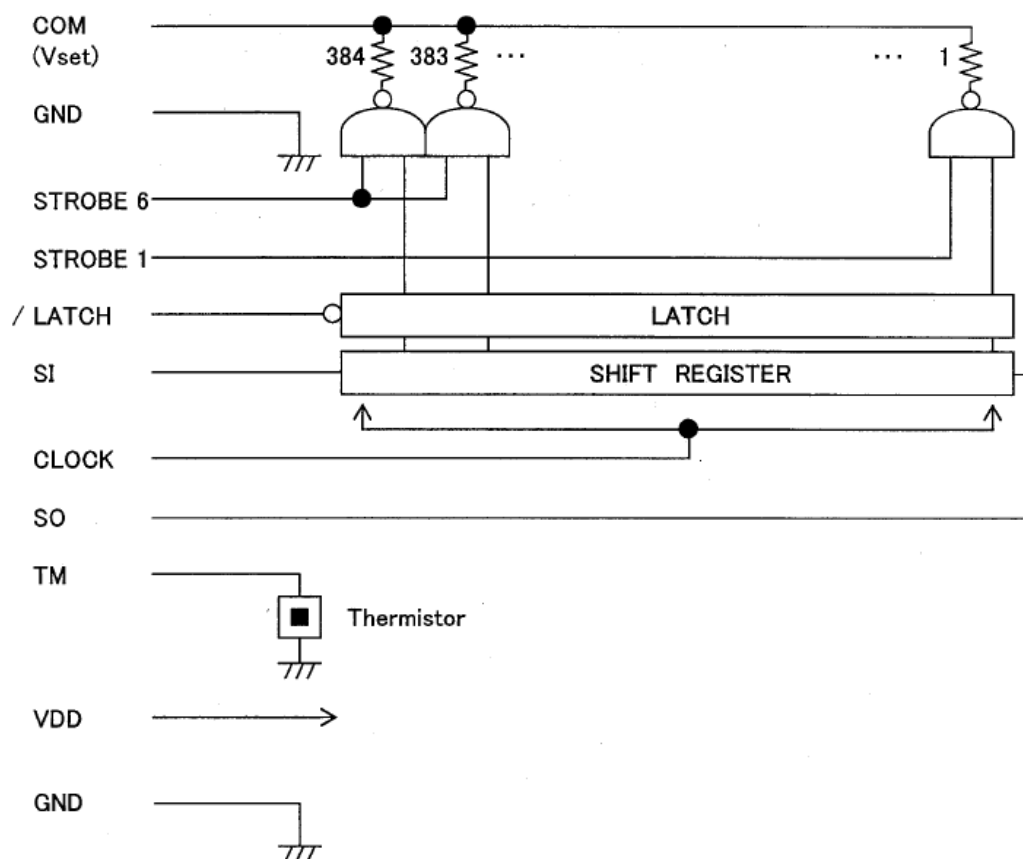 COM
(Vset)
384 383 ··· ··· 1
GND
STROBE 6
STROBE 1
/ LATCH
LATCH
SI
SHIFT REGISTER
CLOCK
SO
TM
Thermistor
VDD
GND